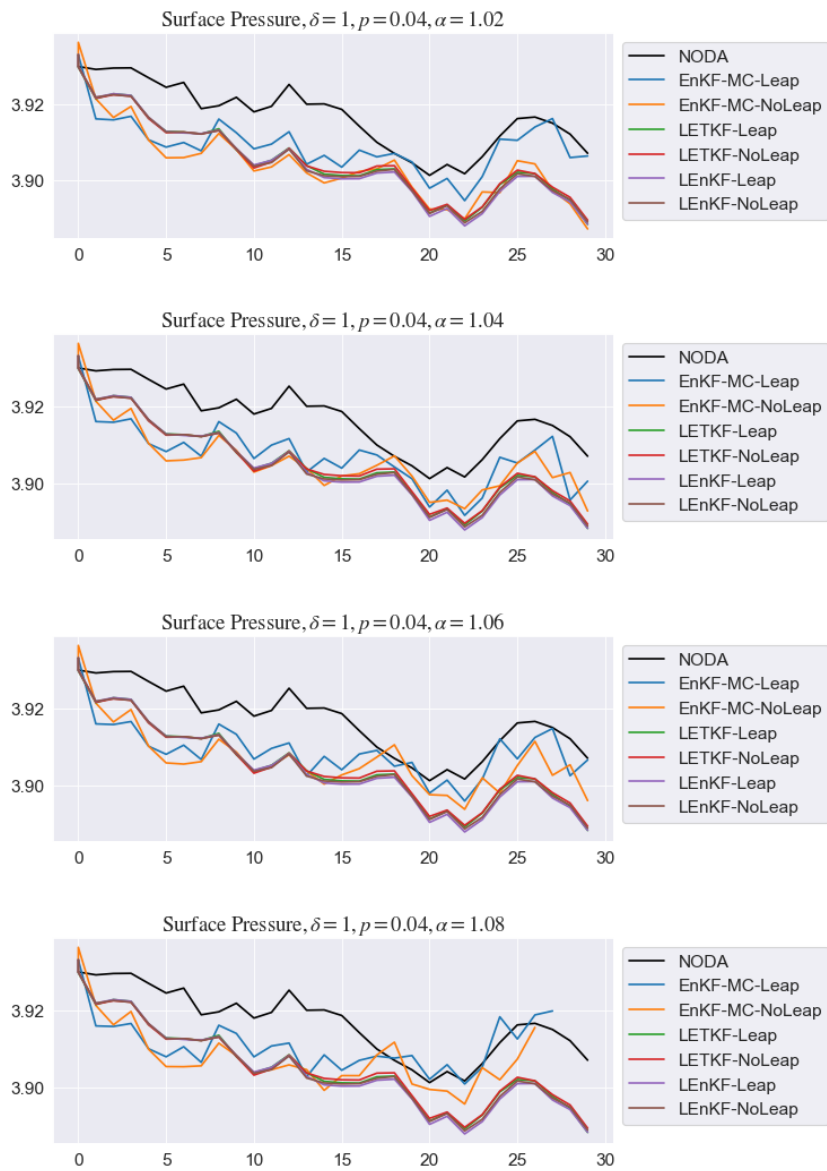 Surface Pressure, δ = 1, p = 0.04, α = 1.02
3.92
3.90
0 5 10 15 20 25 30
NODA
EnKF-MC-Leap
EnKF-MC-NoLeap
LETKF-Leap
LETKF-NoLeap
LEnKF-Leap
LEnKF-NoLeap
Surface Pressure, δ = 1, p = 0.04, α = 1.04
3.92
3.90
0 5 10 15 20 25 30
NODA
EnKF-MC-Leap
EnKF-MC-NoLeap
LETKF-Leap
LETKF-NoLeap
LEnKF-Leap
LEnKF-NoLeap
Surface Pressure, δ = 1, p = 0.04, α = 1.06
3.92
3.90
0 5 10 15 20 25 30
NODA
EnKF-MC-Leap
EnKF-MC-NoLeap
LETKF-Leap
LETKF-NoLeap
LEnKF-Leap
LEnKF-NoLeap
Surface Pressure, δ = 1, p = 0.04, α = 1.08
3.92
3.90
0 5 10 15 20 25 30
NODA
EnKF-MC-Leap
EnKF-MC-NoLeap
LETKF-Leap
LETKF-NoLeap
LEnKF-Leap
LEnKF-NoLeap